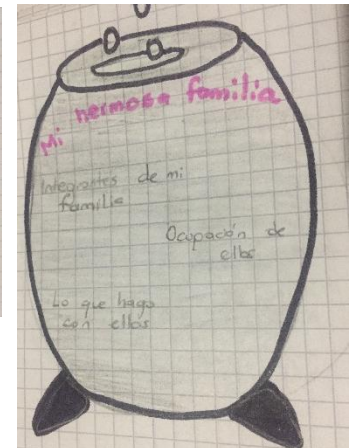 Mi hermosa familia
Integrantes de mi
familia
Ocupación de
ellos
Lo que hago
con ellos